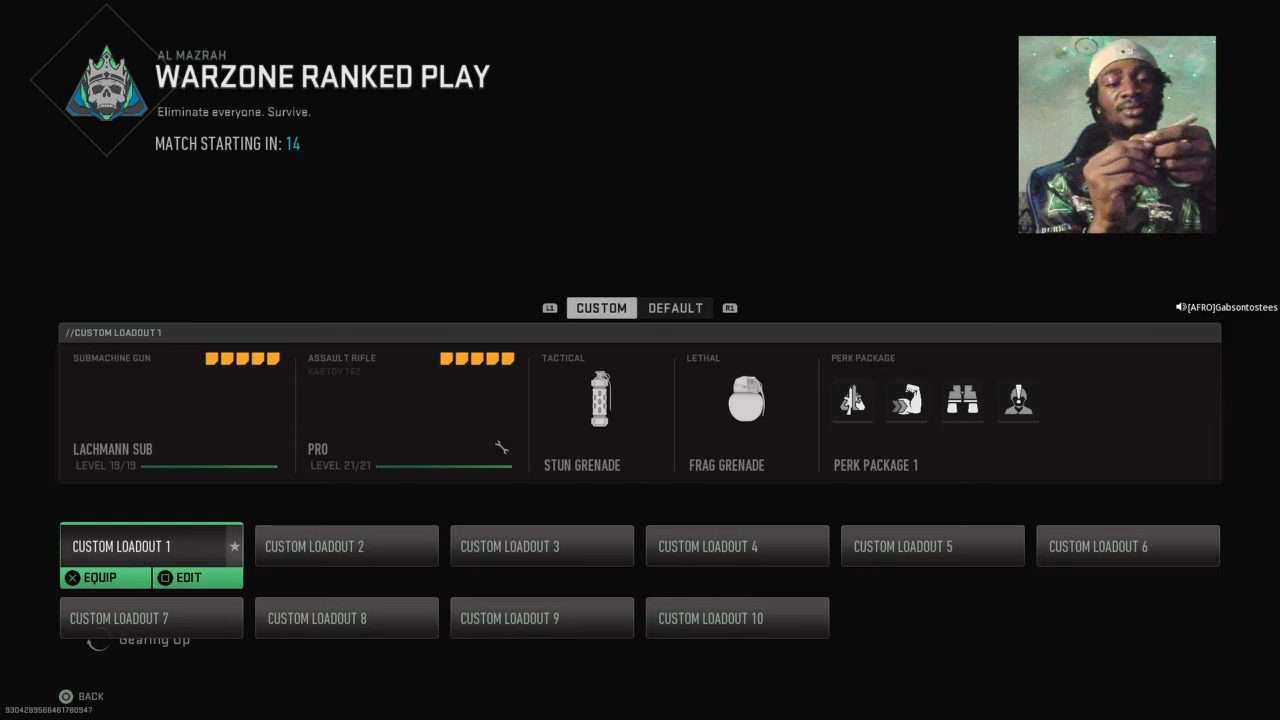 AL MAZRAH
WARZONE RANKED PLAY
Eliminate everyone. Survive.
MATCH STARTING IN: 14
L1 CUSTOM DEFAULT R1
[AFRO]Gabsontostees
//CUSTOM LOADOUT 1
SUBMACHINE GUN
LACHMANN SUB
LEVEL 19/19
ASSAULT RIFLE
KASTOV 762
PRO
LEVEL 21/21
TACTICAL
STUN GRENADE
LETHAL
FRAG GRENADE
PERK PACKAGE
PERK PACKAGE 1
CUSTOM LOADOUT 1
EQUIP EDIT
CUSTOM LOADOUT 2
CUSTOM LOADOUT 3
CUSTOM LOADOUT 4
CUSTOM LOADOUT 5
CUSTOM LOADOUT 6
CUSTOM LOADOUT 7
CUSTOM LOADOUT 8
CUSTOM LOADOUT 9
CUSTOM LOADOUT 10
Gearing Up
BACK
9304289566461780947